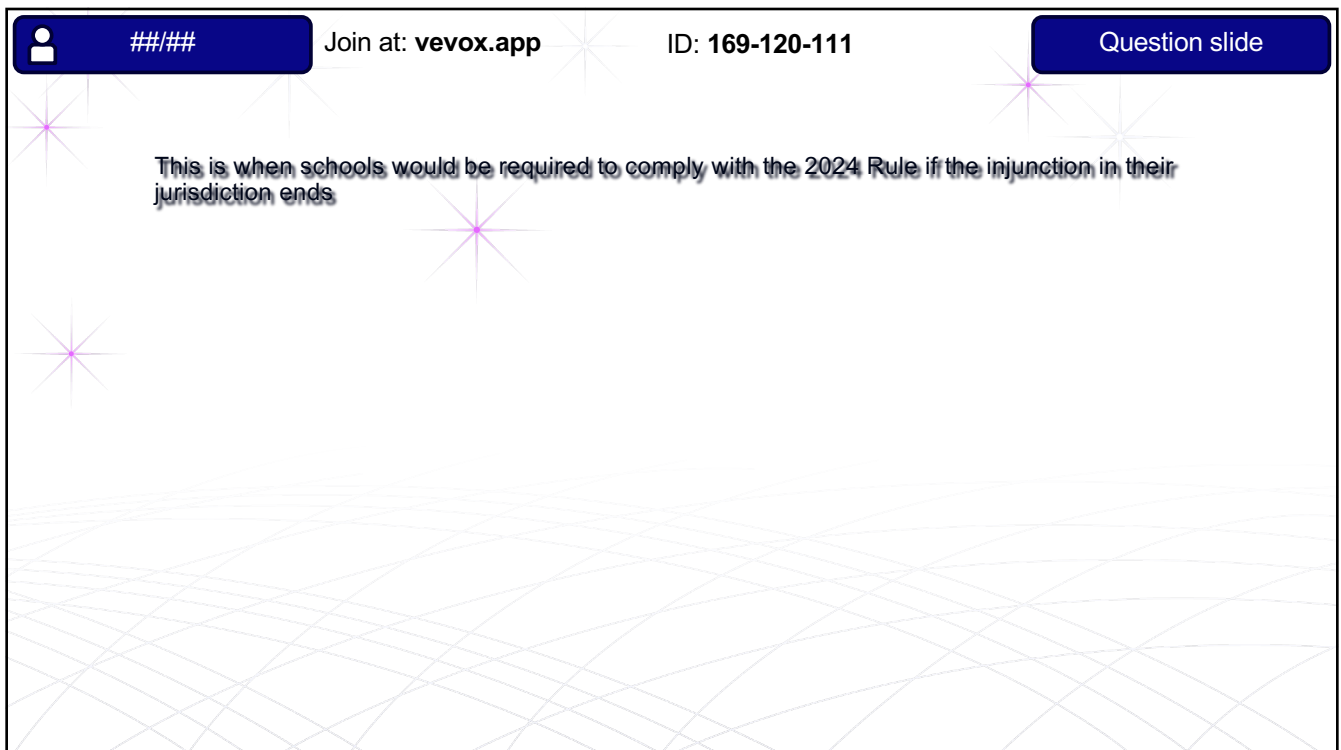 ##/##
Join at: vevox.app
ID: 169-120-111
Question slide
This is when schools would be required to comply with the 2024 Rule if the injunction in their
jurisdiction ends